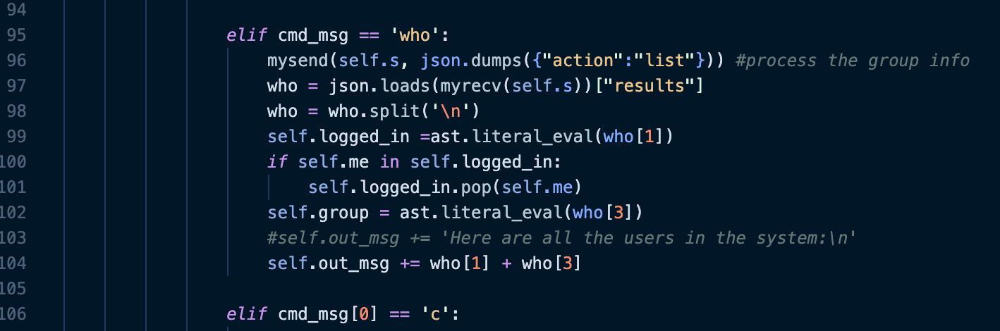 94
95 elif cmd_msg == 'who':
96 mysend(self.s, json.dumps({"action":"list"})) #process the group info
97 who = json.loads(myrecv(self.s))["results"]
98 who = who.split('\n')
99 self.logged_in =ast.literal_eval(who[1])
100 if self.me in self.logged_in:
101 self.logged_in.pop(self.me)
102 self.group = ast.literal_eval(who[3])
103 #self.out_msg += 'Here are all the users in the system:\n'
104 self.out_msg += who[1] + who[3]
105
106 elif cmd_msg[0] == 'c':